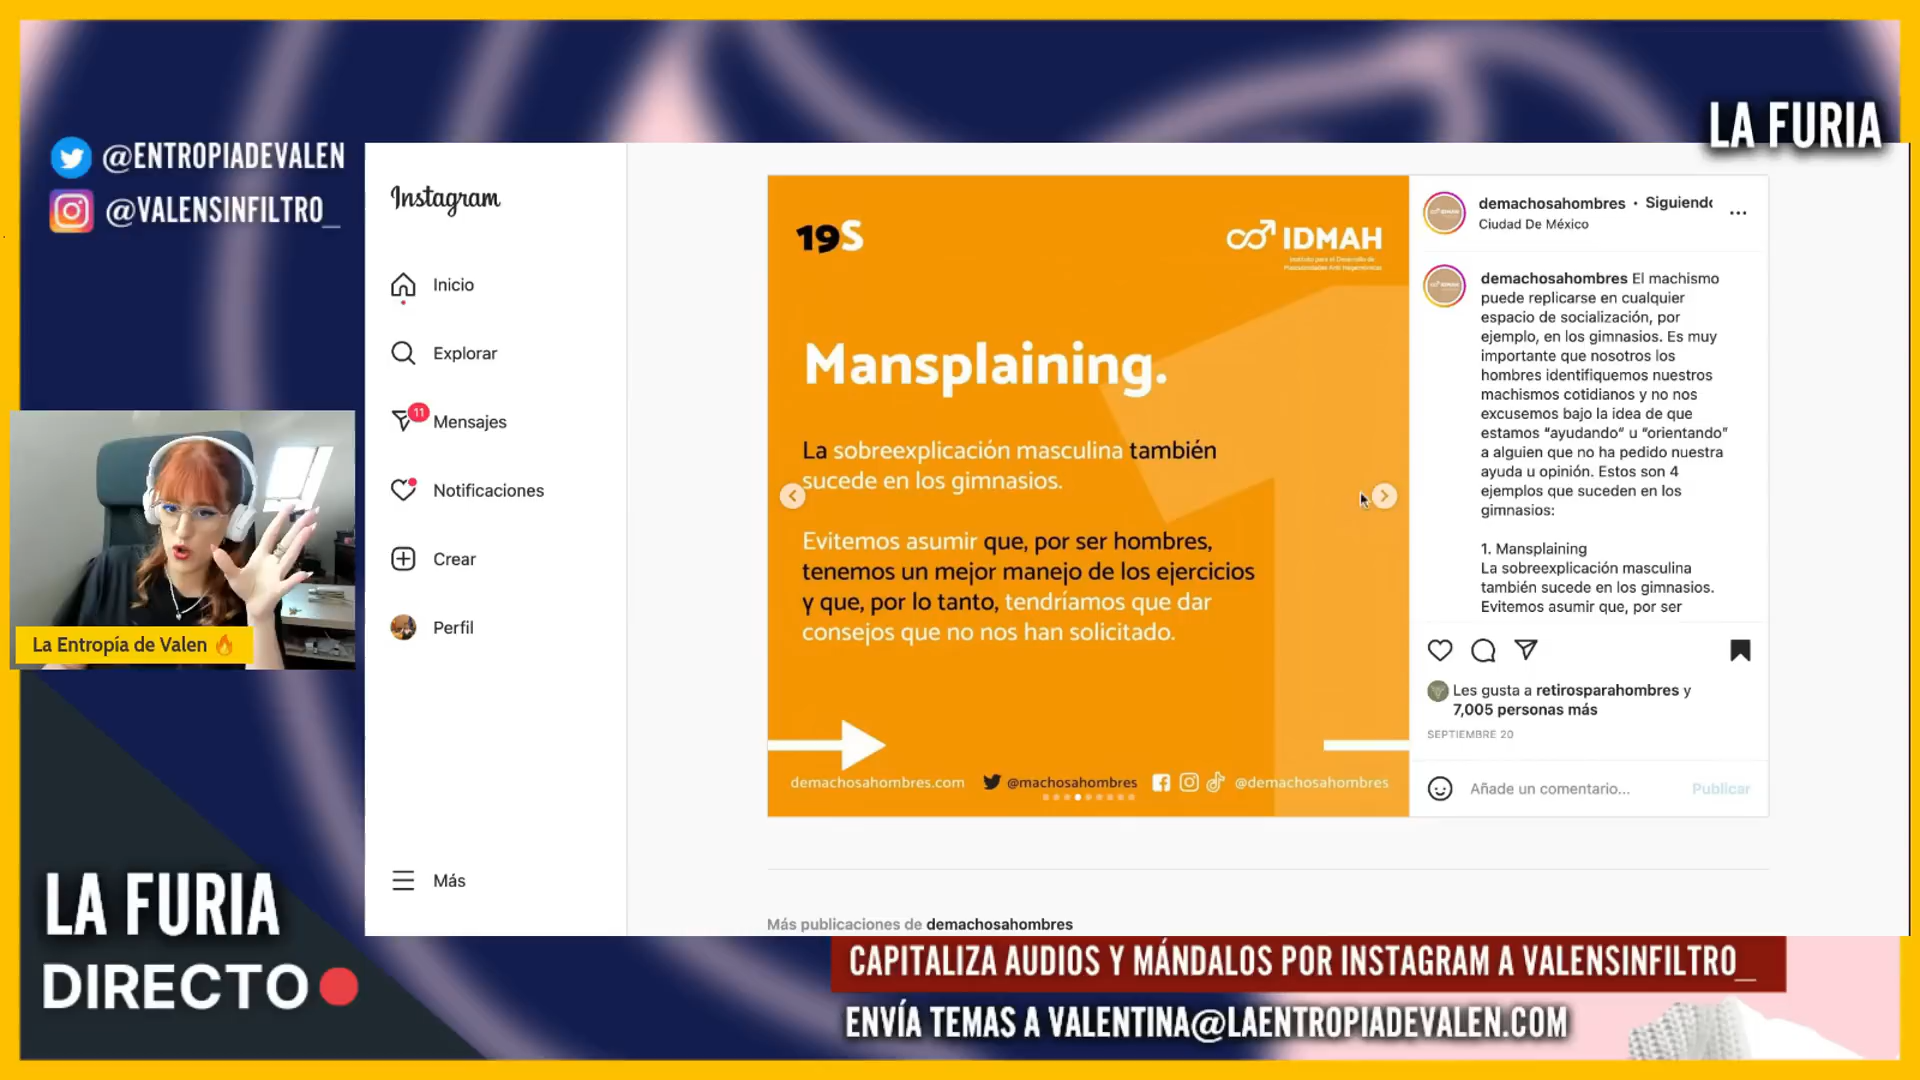 LA FURIA
@ENTROPIADEVALEN
@VALENSINFILTRO_
La Entropía de Valen
LA FURIA
DIRECTO
Instagram
Inicio
Explorar
11
Mensajes
Notificaciones
Crear
Perfil
Más
19S
IDMAH
Mansplaining.
La sobreexplicación masculina también
sucede en los gimnasios.
Evitemos asumir que, por ser hombres,
tenemos un mejor manejo de los ejercicios
y que, por lo tanto, tendríamos que dar
consejos que no nos han solicitado.
demachosahombres.com
@machosahombres
@demachosahombres
demachosahombres • Siguiendo
...
Ciudad De México
demachosahombres El machismo
puede replicarse en cualquier
espacio de socialización, por
ejemplo, en los gimnasios. Es muy
importante que nosotros los
hombres identifiquemos nuestros
machismos cotidianos y no nos
excusemos bajo la idea de que
estamos “ayudando” u “orientando”
a alguien que no ha pedido nuestra
ayuda u opinión. Estos son 4
ejemplos que suceden en los
gimnasios:
1. Mansplaining
La sobreexplicación masculina
también sucede en los gimnasios.
Evitemos asumir que, por ser
Les gusta a retirosparahombres y
7,005 personas más
SEPTIEMBRE 20
Añade un comentario...
Publicar
Más publicaciones de demachosahombres
CAPITALIZA AUDIOS Y MÁNDALOS POR INSTAGRAM A VALENSINFILTRO_
ENVÍA TEMAS A VALENTINA@LAENTROPIADEVALEN.COM